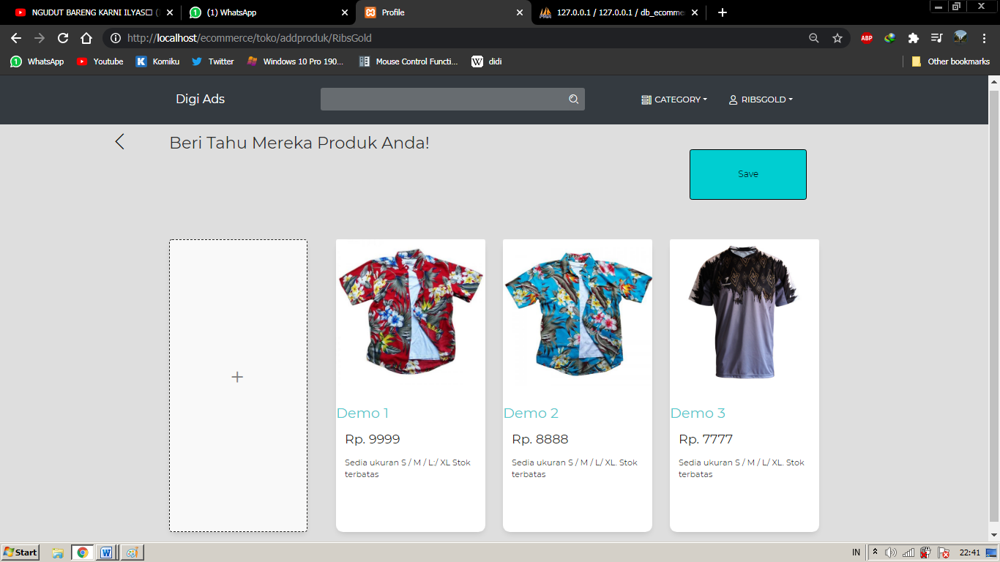 NGUDUT BARENG KARNI ILYAS
(1) WhatsApp
Profile
127.0.0.1 / 127.0.0.1 / db_ecomme
http://localhost/ecommerce/toko/addproduk/RibsGold
ABP
WhatsApp
Youtube
Komiku
Twitter
Windows 10 Pro 190...
Mouse Control Functi...
didi
Other bookmarks
Digi Ads
CATEGORY
RIBSGOLD
Beri Tahu Mereka Produk Anda!
Save
Demo 1
Rp. 9999
Sedia ukuran S / M / L:/ XL Stok
terbatas
Demo 2
Rp. 8888
Sedia ukuran S / M / L/ XL. Stok
terbatas
Demo 3
Rp. 7777
Sedia ukuran S / M / L/ XL. Stok
terbatas
Start
IN
22:41